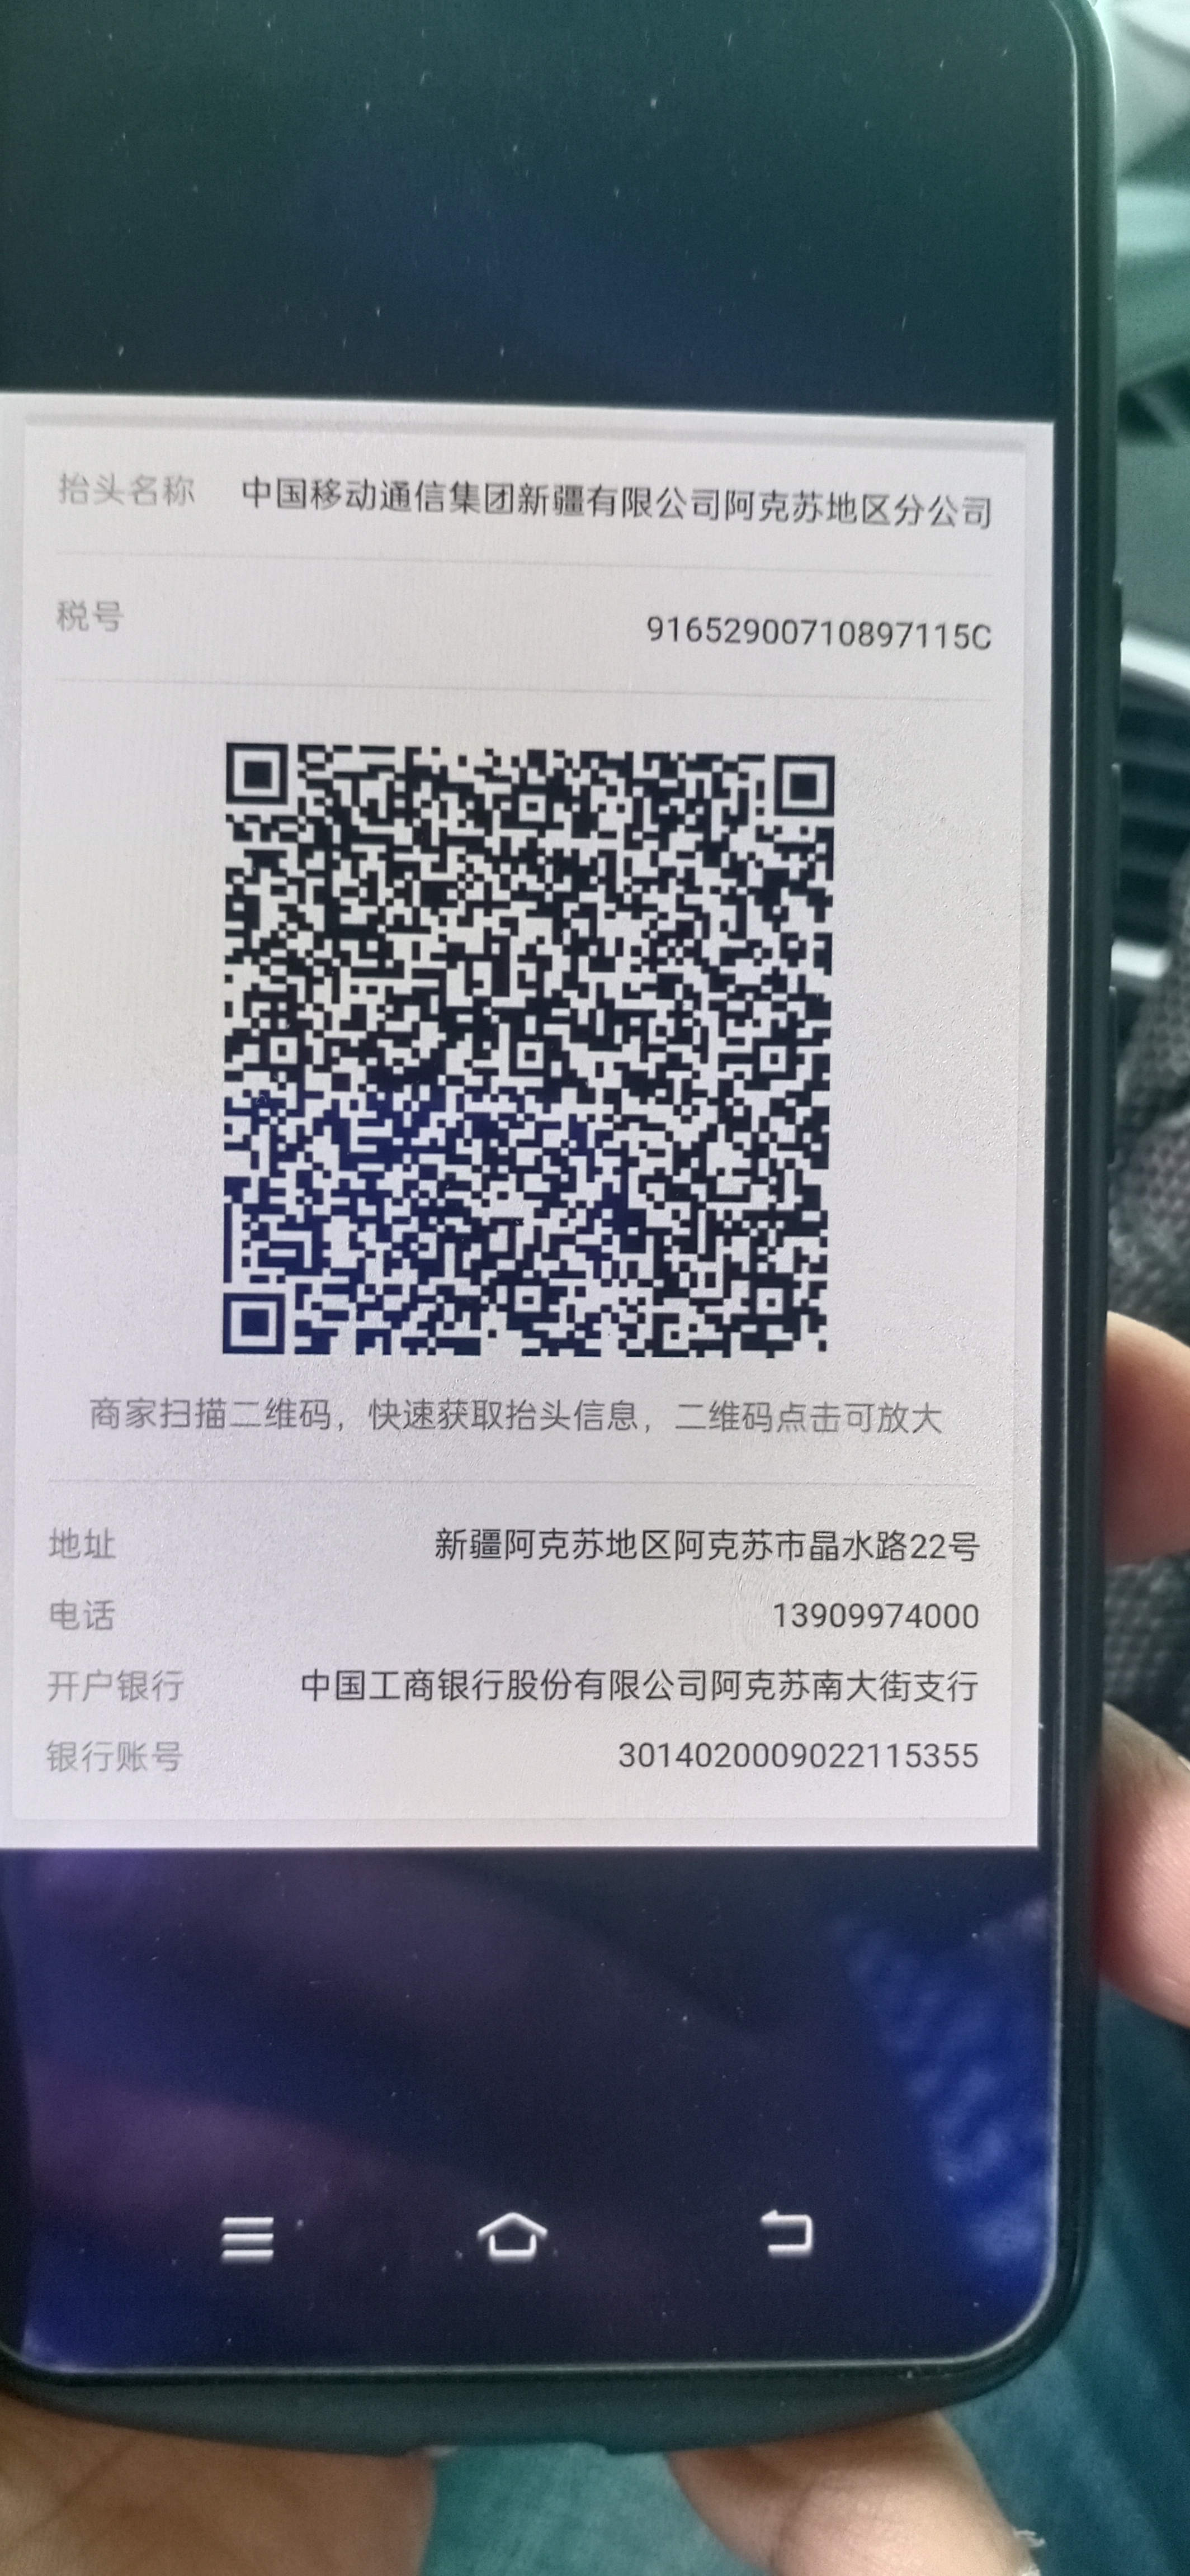 抬头名称 中国移动通信集团新疆有限公司阿克苏地区分公司
税号 91652900710897115C
商家扫描二维码，快速获取抬头信息，二维码点击可放大
地址 新疆阿克苏地区阿克苏市晶水路22号
电话 13909974000
开户银行 中国工商银行股份有限公司阿克苏南大街支行
银行账号 3014020009022115355